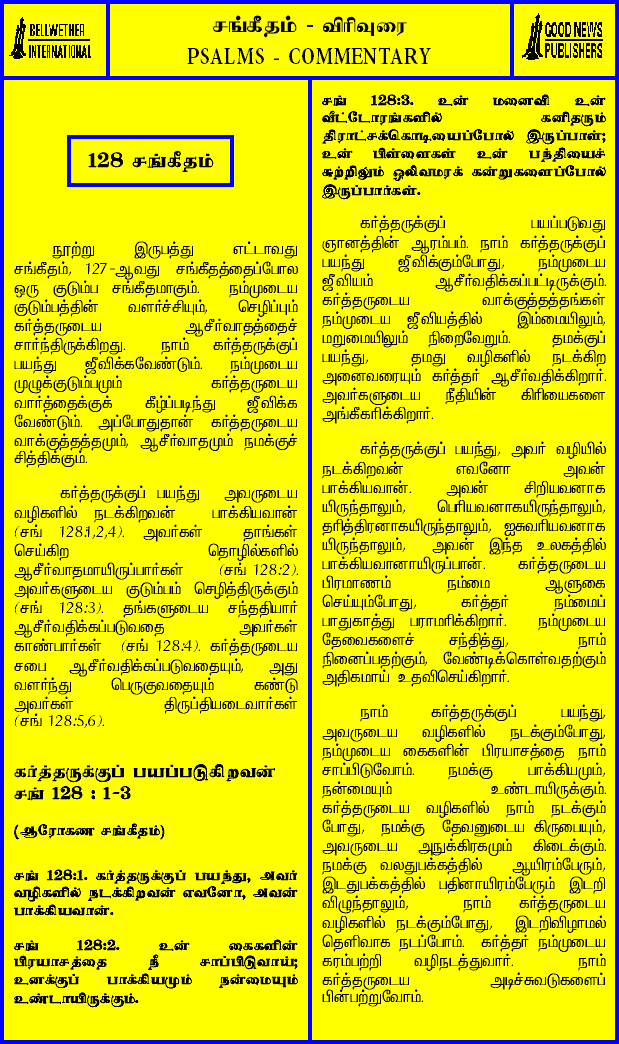 BELLWETHER
INTERNATIONAL
சங்கீதம் - விரிவுரை
PSALMS - COMMENTARY
GOOD NEWS
PUBLISHERS
128 சங்கீதம்
நூற்று இருபத்து எட்டாவது
சங்கீதம், 127-ஆவது சங்கீதத்தைப்போல
ஒரு குடும்ப சங்கீதமாகும். நம்முடைய
குடும்பத்தின் வளர்ச்சியும், செழிப்பும்
கர்த்தருடைய ஆசீர்வாதத்தைச்
சார்ந்திருக்கிறது. நாம் கர்த்தருக்குப்
பயந்து ஜீவிக்கவேண்டும். நம்முடைய
முழுக்குடும்பமும் கர்த்தருடைய
வார்த்தைக்குக் கீழ்ப்படிந்து ஜீவிக்க
வேண்டும். அப்போதுதான் கர்த்தருடைய
வாக்குத்தத்தமும், ஆசீர்வாதமும் நமக்குச்
சித்திக்கும்.
கர்த்தருக்குப் பயந்து அவருடைய
வழிகளில் நடக்கிறவன் பாக்கியவான்
(சங் 128:1,2,4). அவர்கள் தாங்கள்
செய்கிற தொழில்களில்
ஆசீர்வாதமாயிருப்பார்கள் (சங் 128:2).
அவர்களுடைய குடும்பம் செழித்திருக்கும்
(சங் 128:3). தங்களுடைய சந்ததியார்
ஆசீர்வதிக்கப்படுவதை அவர்கள்
காண்பார்கள் (சங் 128:4). கர்த்தருடைய
சபை ஆசீர்வதிக்கப்படுவதையும், அது
வளர்ந்து பெருகுவதையும் கண்டு
அவர்கள் திருப்தியடைவார்கள்
(சங் 128:5,6).
கர்த்தருக்குப் பயப்படுகிறவன்
சங் 128 : 1-3
(ஆரோகண சங்கீதம்)
சங் 128:1. கர்த்தருக்குப் பயந்து, அவர்
வழிகளில் நடக்கிறவன் எவனோ, அவன்
பாக்கியவான்.
சங் 128:2. உன் கைகளின்
பிரயாசத்தை நீ சாப்பிடுவாய்;
உனக்குப் பாக்கியமும் நன்மையும்
உண்டாயிருக்கும்.
சங் 128:3. உன் மனைவி உன்
வீட்டோரங்களில் கனிதரும்
திராட்சக்கொடியைப்போல் இருப்பாள்;
உன் பிள்ளைகள் உன் பந்தியைச்
சுற்றிலும் ஒலிவமரக் கன்றுகளைப்போல்
இருப்பார்கள்.
கர்த்தருக்குப் பயப்படுவது
ஞானத்தின் ஆரம்பம். நாம் கர்த்தருக்குப்
பயந்து ஜீவிக்கும்போது, நம்முடைய
ஜீவியம் ஆசீர்வதிக்கப்பட்டிருக்கும்.
கர்த்தருடைய வாக்குத்தத்தங்கள்
நம்முடைய ஜீவியத்தில் இம்மையிலும்,
மறுமையிலும் நிறைவேறும். தமக்குப்
பயந்து, தமது வழிகளில் நடக்கிற
அனைவரையும் கர்த்தர் ஆசீர்வதிக்கிறார்.
அவர்களுடைய நீதியின் கிரியைகளை
அங்கீகரிக்கிறார்.
கர்த்தருக்குப் பயந்து, அவர் வழியில்
நடக்கிறவன் எவனோ அவன்
பாக்கியவான். அவன் சிறியவனாக
யிருந்தாலும், பெரியவனாகயிருந்தாலும்,
தரித்திரனாகயிருந்தாலும், ஐசுவரியவனாக
யிருந்தாலும், அவன் இந்த உலகத்தில்
பாக்கியவானாயிருப்பான். கர்த்தருடைய
பிரமாணம் நம்மை ஆளுகை
செய்யும்போது, கர்த்தர் நம்மைப்
பாதுகாத்து பராமரிக்கிறார். நம்முடைய
தேவைகளைச் சந்தித்து, நாம்
நினைப்பதற்கும், வேண்டிக்கொள்வதற்கும்
அதிகமாய் உதவிசெய்கிறார்.
நாம் கர்த்தருக்குப் பயந்து,
அவருடைய வழிகளில் நடக்கும்போது,
நம்முடைய கைகளின் பிரயாசத்தை நாம்
சாப்பிடுவோம். நமக்கு பாக்கியமும்,
நன்மையும் உண்டாயிருக்கும்.
கர்த்தருடைய வழிகளில் நாம் நடக்கும்
போது, நமக்கு தேவனுடைய கிருபையும்,
அவருடைய அநுக்கிரகமும் கிடைக்கும்.
நமக்கு வலதுபக்கத்தில் ஆயிரம்பேரும்,
இடதுபக்கத்தில் பதினாயிரம்பேரும் இடறி
விழுந்தாலும், நாம் கர்த்தருடைய
வழிகளில் நடக்கும்போது, இடறிவிழாமல்
தெளிவாக நடப்போம். கர்த்தர் நம்முடைய
கரம்பற்றி வழிநடத்துவார். நாம்
கர்த்தருடைய அடிச்சுவடுகளைப்
பின்பற்றுவோம்.